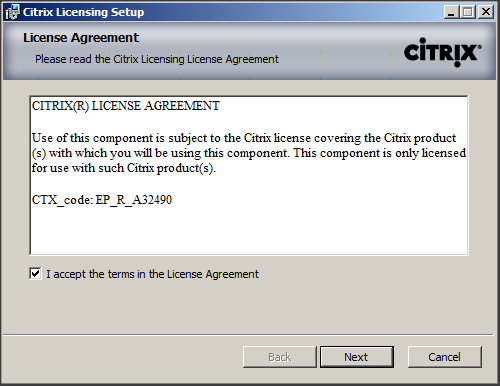 Citrix Licensing Setup
License Agreement
Please read the Citrix Licensing License Agreement
CİTRIX®
CITRIX(R) LICENSE AGREEMENT
Use of this component is subject to the Citrix license covering the Citrix product
(s) with which you will be using this component. This component is only licensed
for use with such Citrix product(s).
CTX_code: EP_R_A32490
I accept the terms in the License Agreement
Back Next Cancel